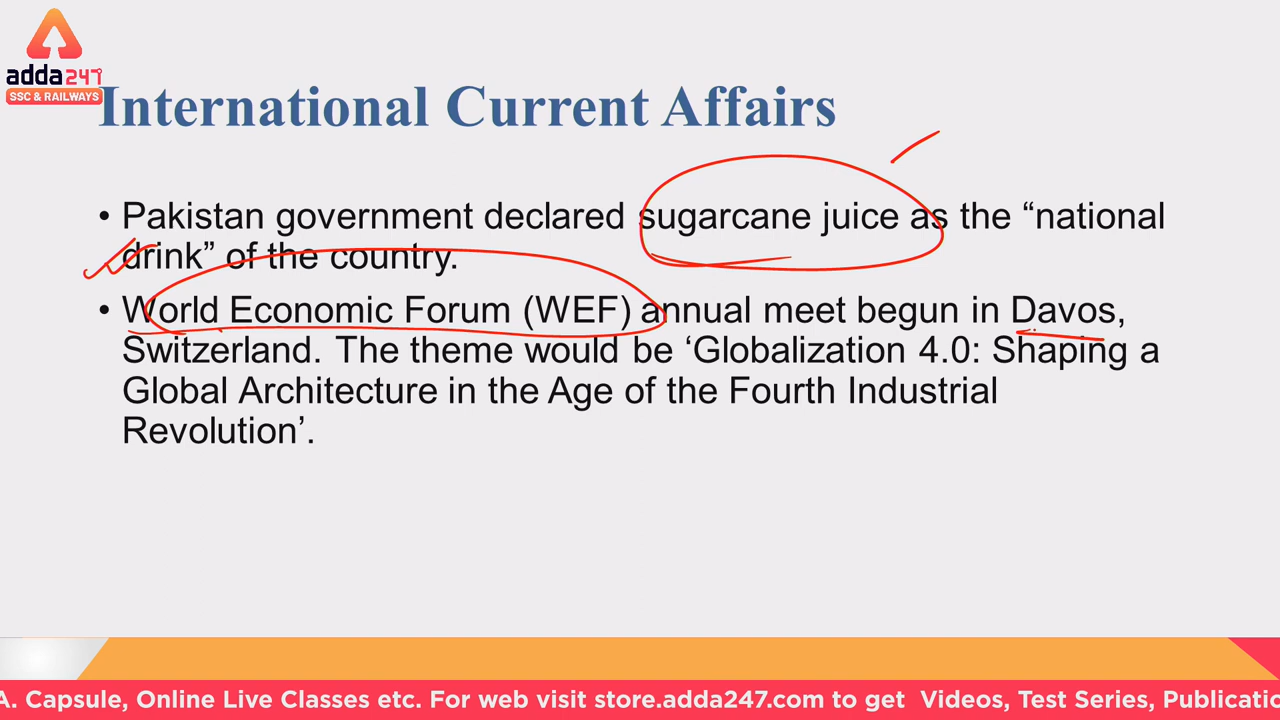 adda247
SSC & RAILWAYS
International Current Affairs
• Pakistan government declared sugarcane juice as the “national
drink” of the country.
• World Economic Forum (WEF) annual meet begun in Davos,
Switzerland. The theme would be ‘Globalization 4.0: Shaping a
Global Architecture in the Age of the Fourth Industrial
Revolution’.
A. Capsule, Online Live Classes etc. For web visit store.adda247.com to get Videos, Test Series, Publicatio